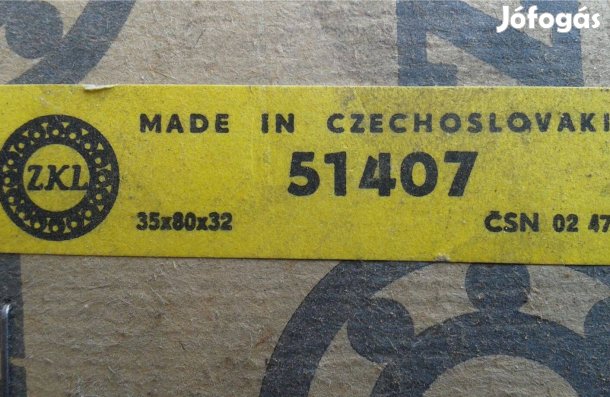 Jófogás
MADE IN CZECHOSLOVAKI
ZKL
51407
35x80x32
ČSN 02 47